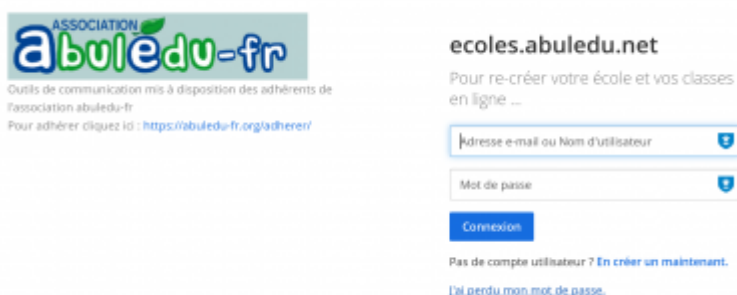 ASSOCIATION
abulédu-fr
Outils de communication mis à disposition des adhérents de
l'association abuledu-fr
Pour adhérer cliquez ici : https://abuledu-fr.org/adherer/
ecoles.abuledu.net
Pour re-créer votre école et vos classes
en ligne ...
Adresse e-mail ou Nom d'utilisateur
Mot de passe
Connexion
Pas de compte utilisateur ? En créer un maintenant.
J'ai perdu mon mot de passe.